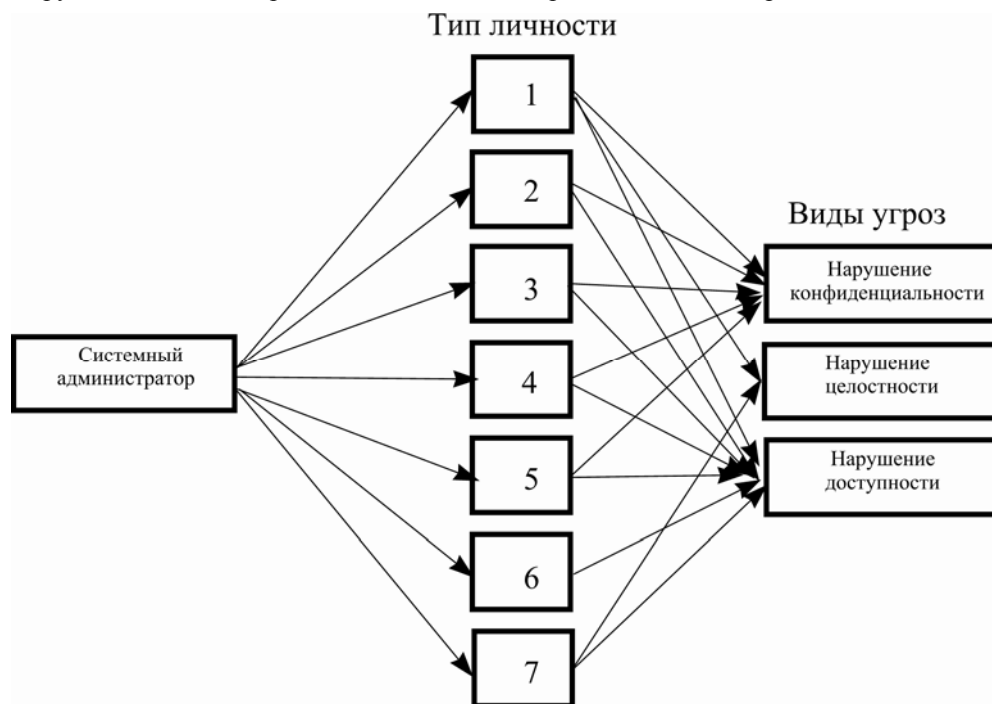 Тип личности
1
2
Виды угроз
3
Нарушение
конфиденциальности
Системный
администратор
4
Нарушение
целостности
5
Нарушение
доступности
6
7